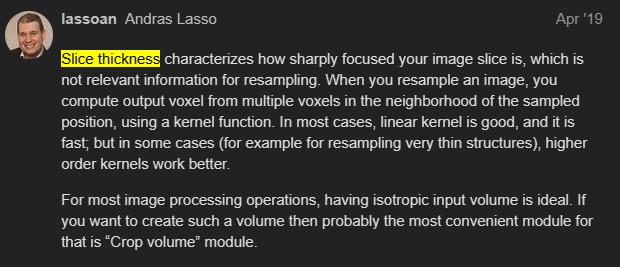 lassoan Andras Lasso Apr '19
Slice thickness characterizes how sharply focused your image slice is, which is
not relevant information for resampling. When you resample an image, you
compute output voxel from multiple voxels in the neighborhood of the sampled
position, using a kernel function. In most cases, linear kernel is good, and it is
fast; but in some cases (for example for resampling very thin structures), higher
order kernels work better.
For most image processing operations, having isotropic input volume is ideal. If
you want to create such a volume then probably the most convenient module for
that is “Crop volume” module.